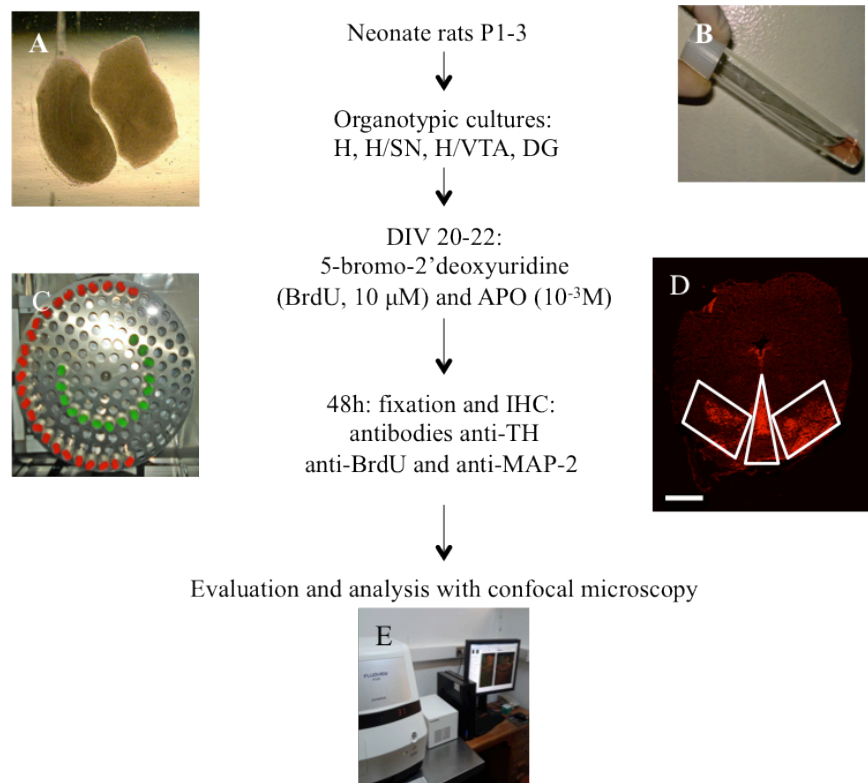 A
Neonate rats P1-3
B
Organotypic cultures:
H, H/SN, H/VTA, DG
DIV 20-22:
5-bromo-2’deoxyuridine
(BrdU, 10 μM) and APO (10⁻³M)
C
D
48h: fixation and IHC:
antibodies anti-TH
anti-BrdU and anti-MAP-2
Evaluation and analysis with confocal microscopy
E